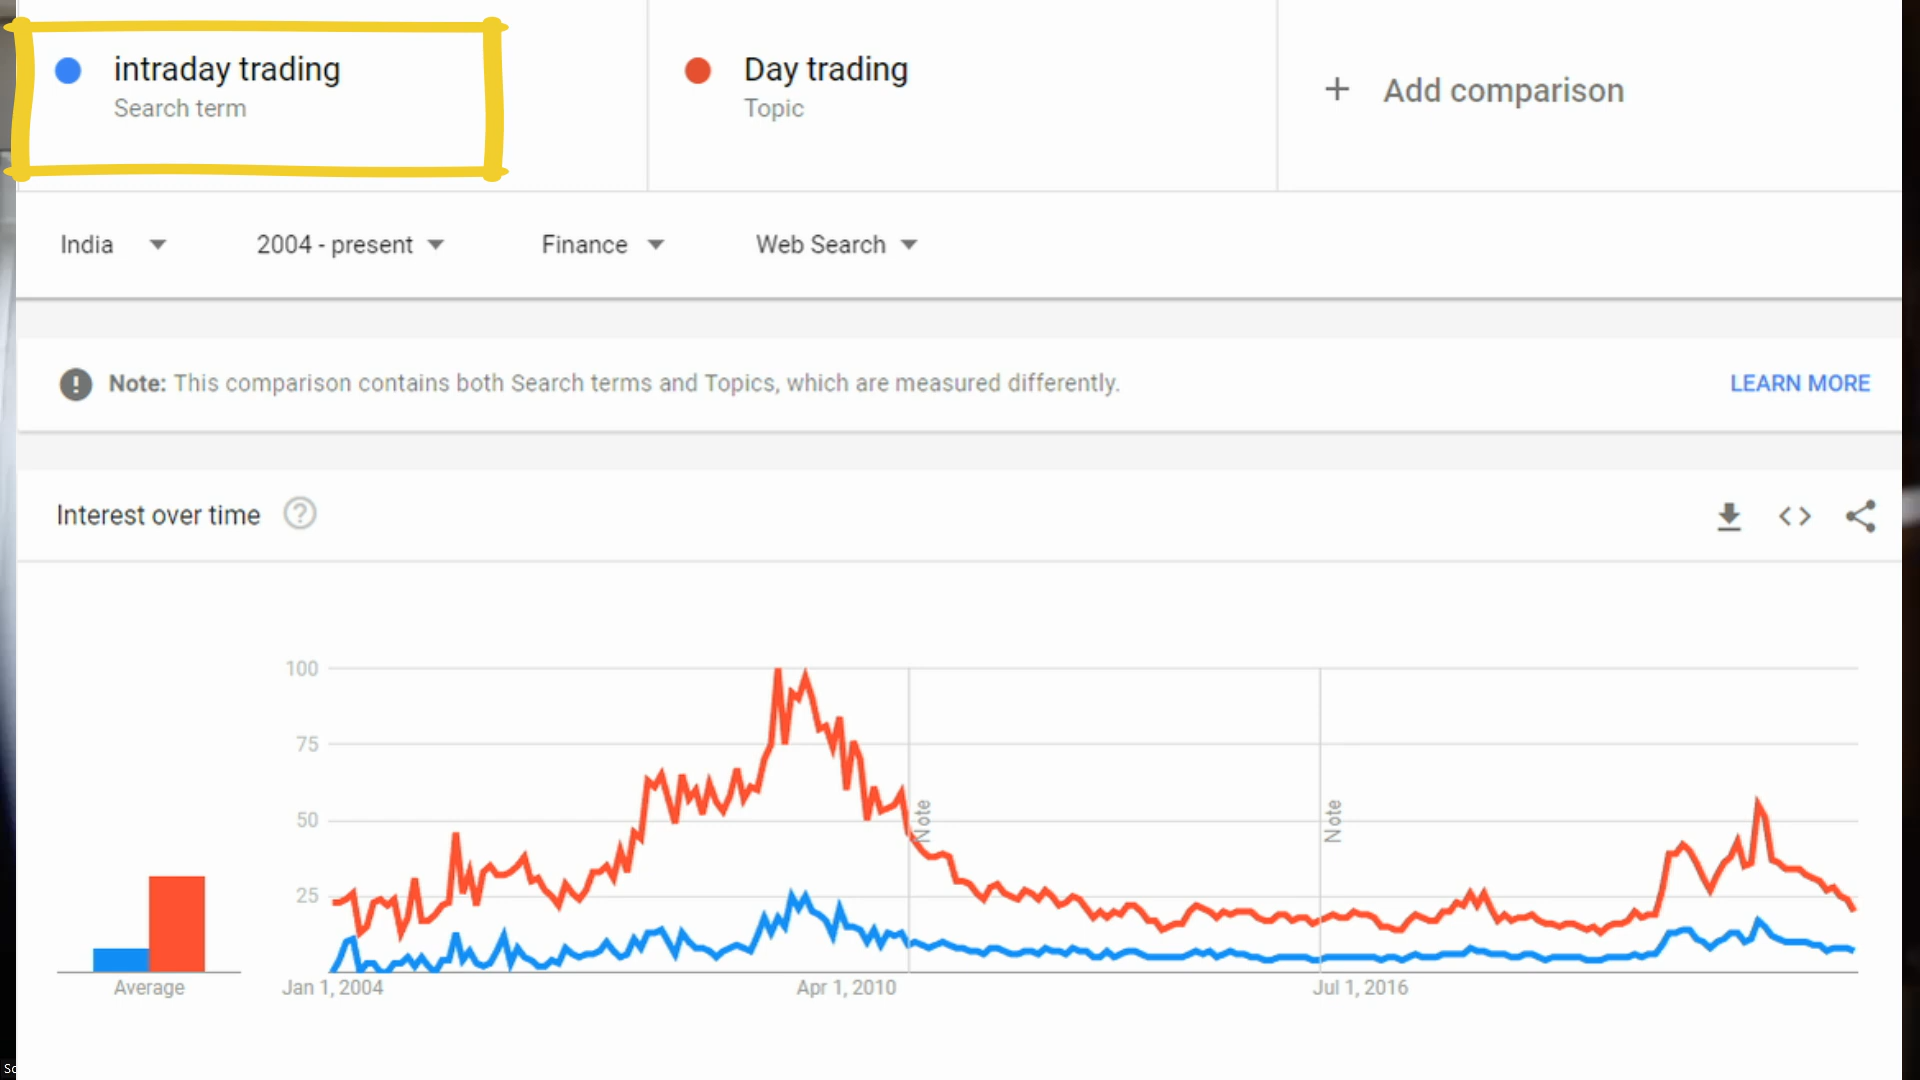 intraday trading
Search term
Day trading
Topic
+ Add comparison
India
2004 - present
Finance
Web Search
Note: This comparison contains both Search terms and Topics, which are measured differently.
LEARN MORE
Interest over time
100
75
50
25
Note
Note
Average
Jan 1, 2004
Apr 1, 2010
Jul 1, 2016